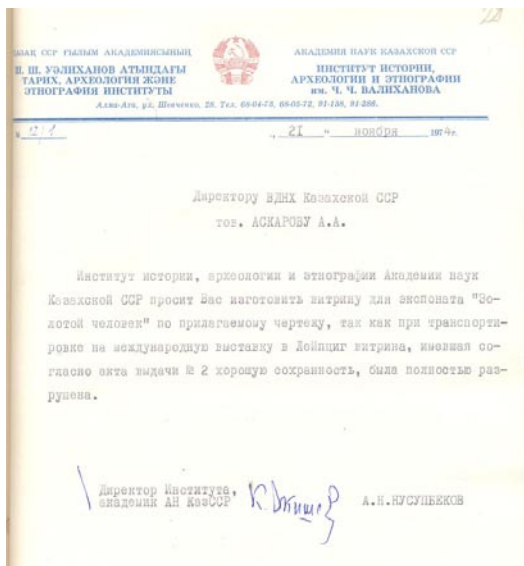 ҚАЗАҚ ССР ҒЫЛЫМ АКАДЕМИЯСЫНЫҢ
Ш. Ш. УӘЛИХАНОВ АТЫНДАҒЫ
ТАРИХ, АРХЕОЛОГИЯ ЖӘНЕ
ЭТНОГРАФИЯ ИНСТИТУТЫ
АКАДЕМИЯ НАУК КАЗАХСКОЙ ССР
ИНСТИТУТ ИСТОРИИ,
АРХЕОЛОГИИ И ЭТНОГРАФИИ
им. Ч. Ч. ВАЛИХАНОВА
Алма-Ата, ул. Шевченко, 28. Тел. 68-04-73, 68-05-72, 91-158, 91-286.
„ 21 " ноября 1974г.
Директору ВДНХ Казахской ССР
тов. АСКАРОВУ А.А.
Институт истории, археологии и этнографии Академии наук
Казахской ССР просит Вас изготовить витрину для экспоната "Зо-
лотой человек" по прилагаемому чертежу, так как при транспорти-
ровке на международную выставку в Лейпциг витрина, имевшая со-
гласно акта выдачи № 2 хорошую сохранность, была полностью раз-
рушена.
Директор Института,
академик АН КазССР
А.Н.НУСУПБЕКОВ